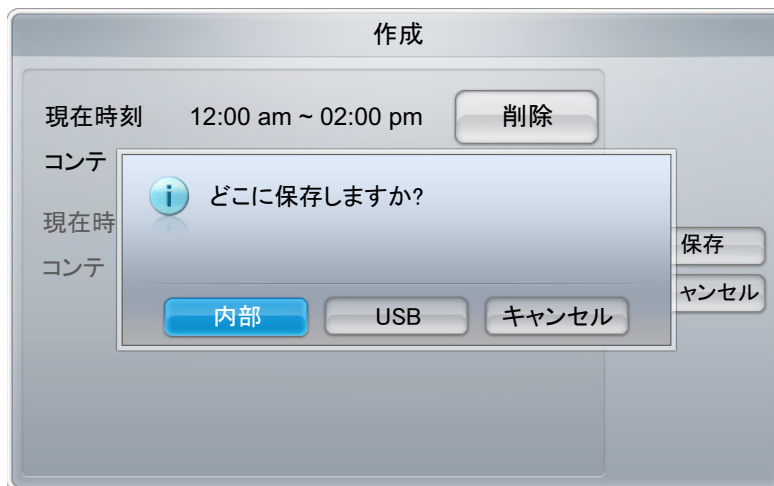 作成
現在時刻 12:00 am ~ 02:00 pm 削除
コンテ
どこに保存しますか?
現在時
コンテ
保存
ャンセル
内部 USB キャンセル